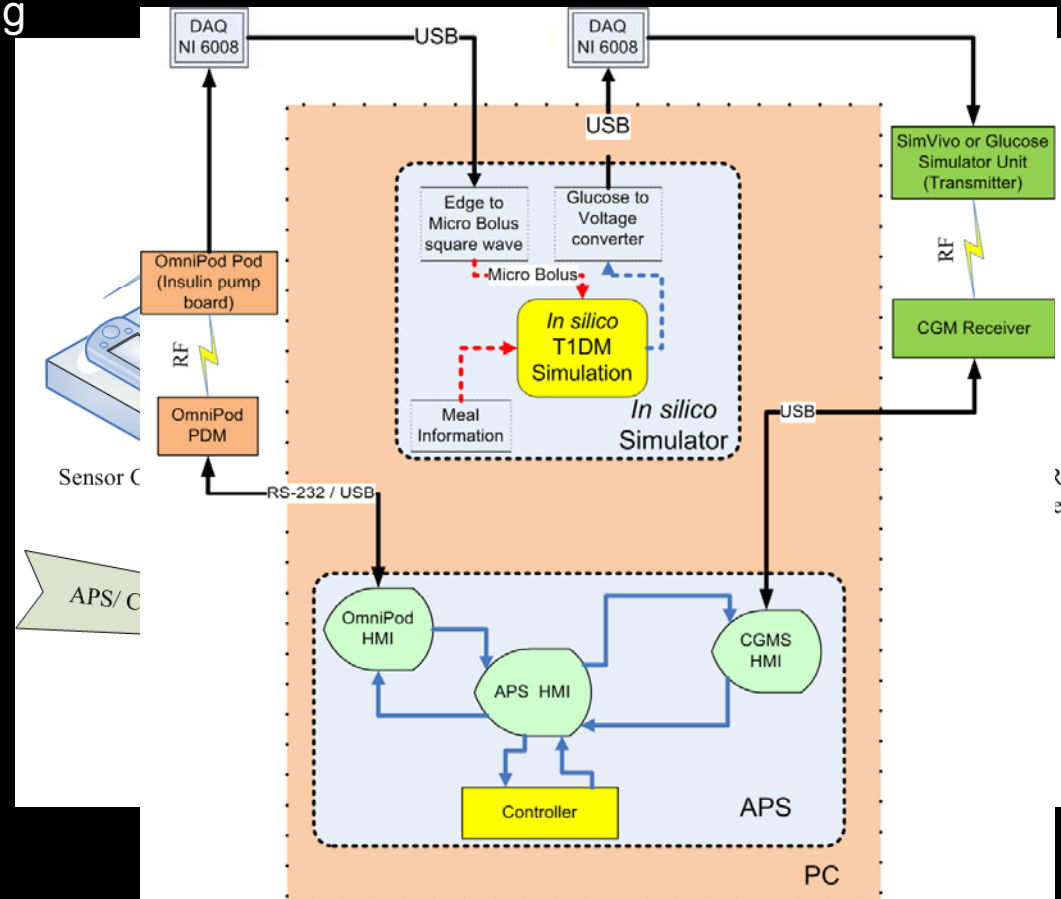 g
DAQ
NI 6008
USB
DAQ
NI 6008
USB
SimVivo or Glucose
Simulator Unit
(Transmitter)
Edge to
Micro Bolus
square wave
Glucose to
Voltage
converter
Micro Bolus
RF
OmniPod Pod
(Insulin pump
board)
In silico
T1DM
Simulation
CGM Receiver
RF
OmniPod
PDM
Meal
Information
In silico
Simulator
USB
Sensor
RS-232 / USB
APS/
OmniPod
HMI
CGMS
HMI
APS HMI
Controller
APS
PC